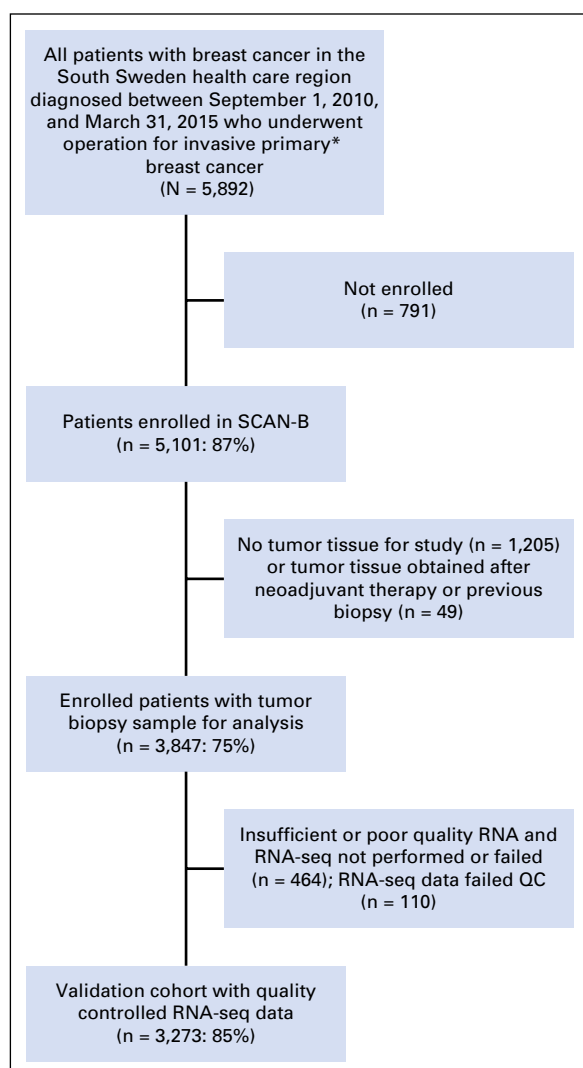 All patients with breast cancer in the
South Sweden health care region
diagnosed between September 1, 2010,
and March 31, 2015 who underwent
operation for invasive primary*
breast cancer
(N = 5,892)
Not enrolled
(n = 791)
Patients enrolled in SCAN-B
(n = 5,101: 87%)
No tumor tissue for study (n = 1,205)
or tumor tissue obtained after
neoadjuvant therapy or previous
biopsy (n = 49)
Enrolled patients with tumor
biopsy sample for analysis
(n = 3,847: 75%)
Insufficient or poor quality RNA and
RNA-seq not performed or failed
(n = 464); RNA-seq data failed QC
(n = 110)
Validation cohort with quality
controlled RNA-seq data
(n = 3,273: 85%)